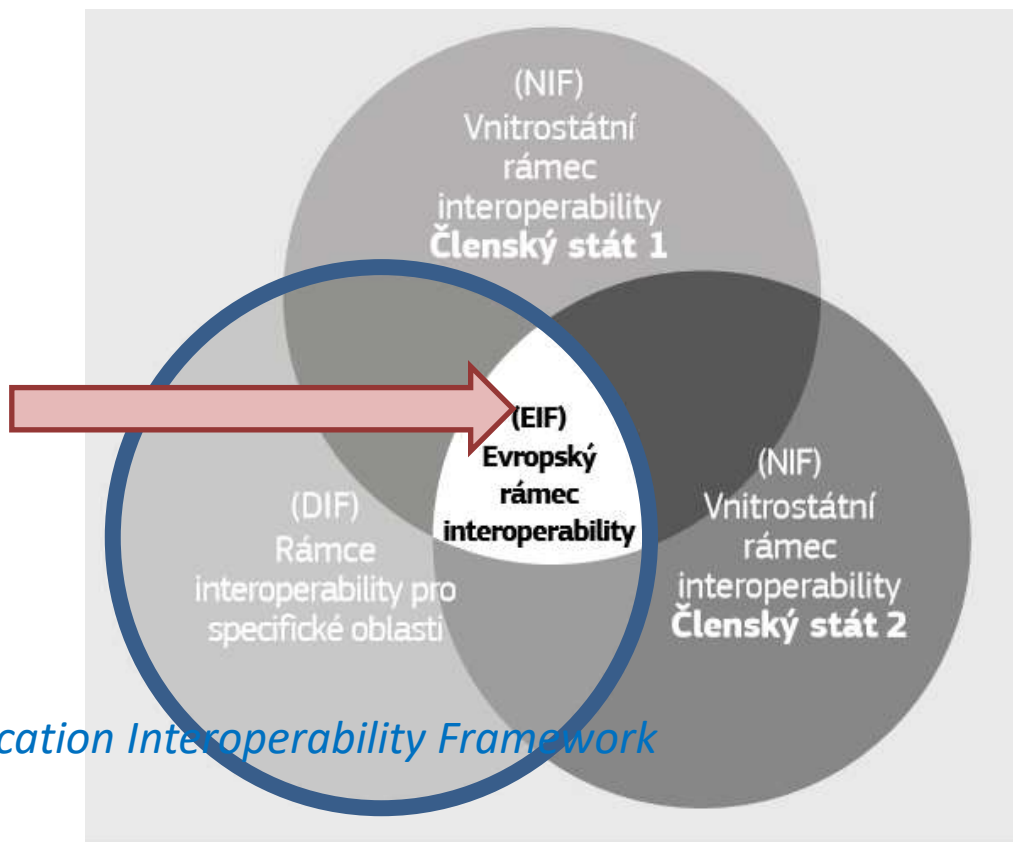 (NIF)
Vnitrostátní
rámec
interoperability
Členský stát 1
(EIF)
Evropský
rámec
interoperability
(DIF)
Rámce
interoperability pro
specifické oblasti
(NIF)
Vnitrostátní
rámec
interoperability
Členský stát 2
cation Interoperability Framework